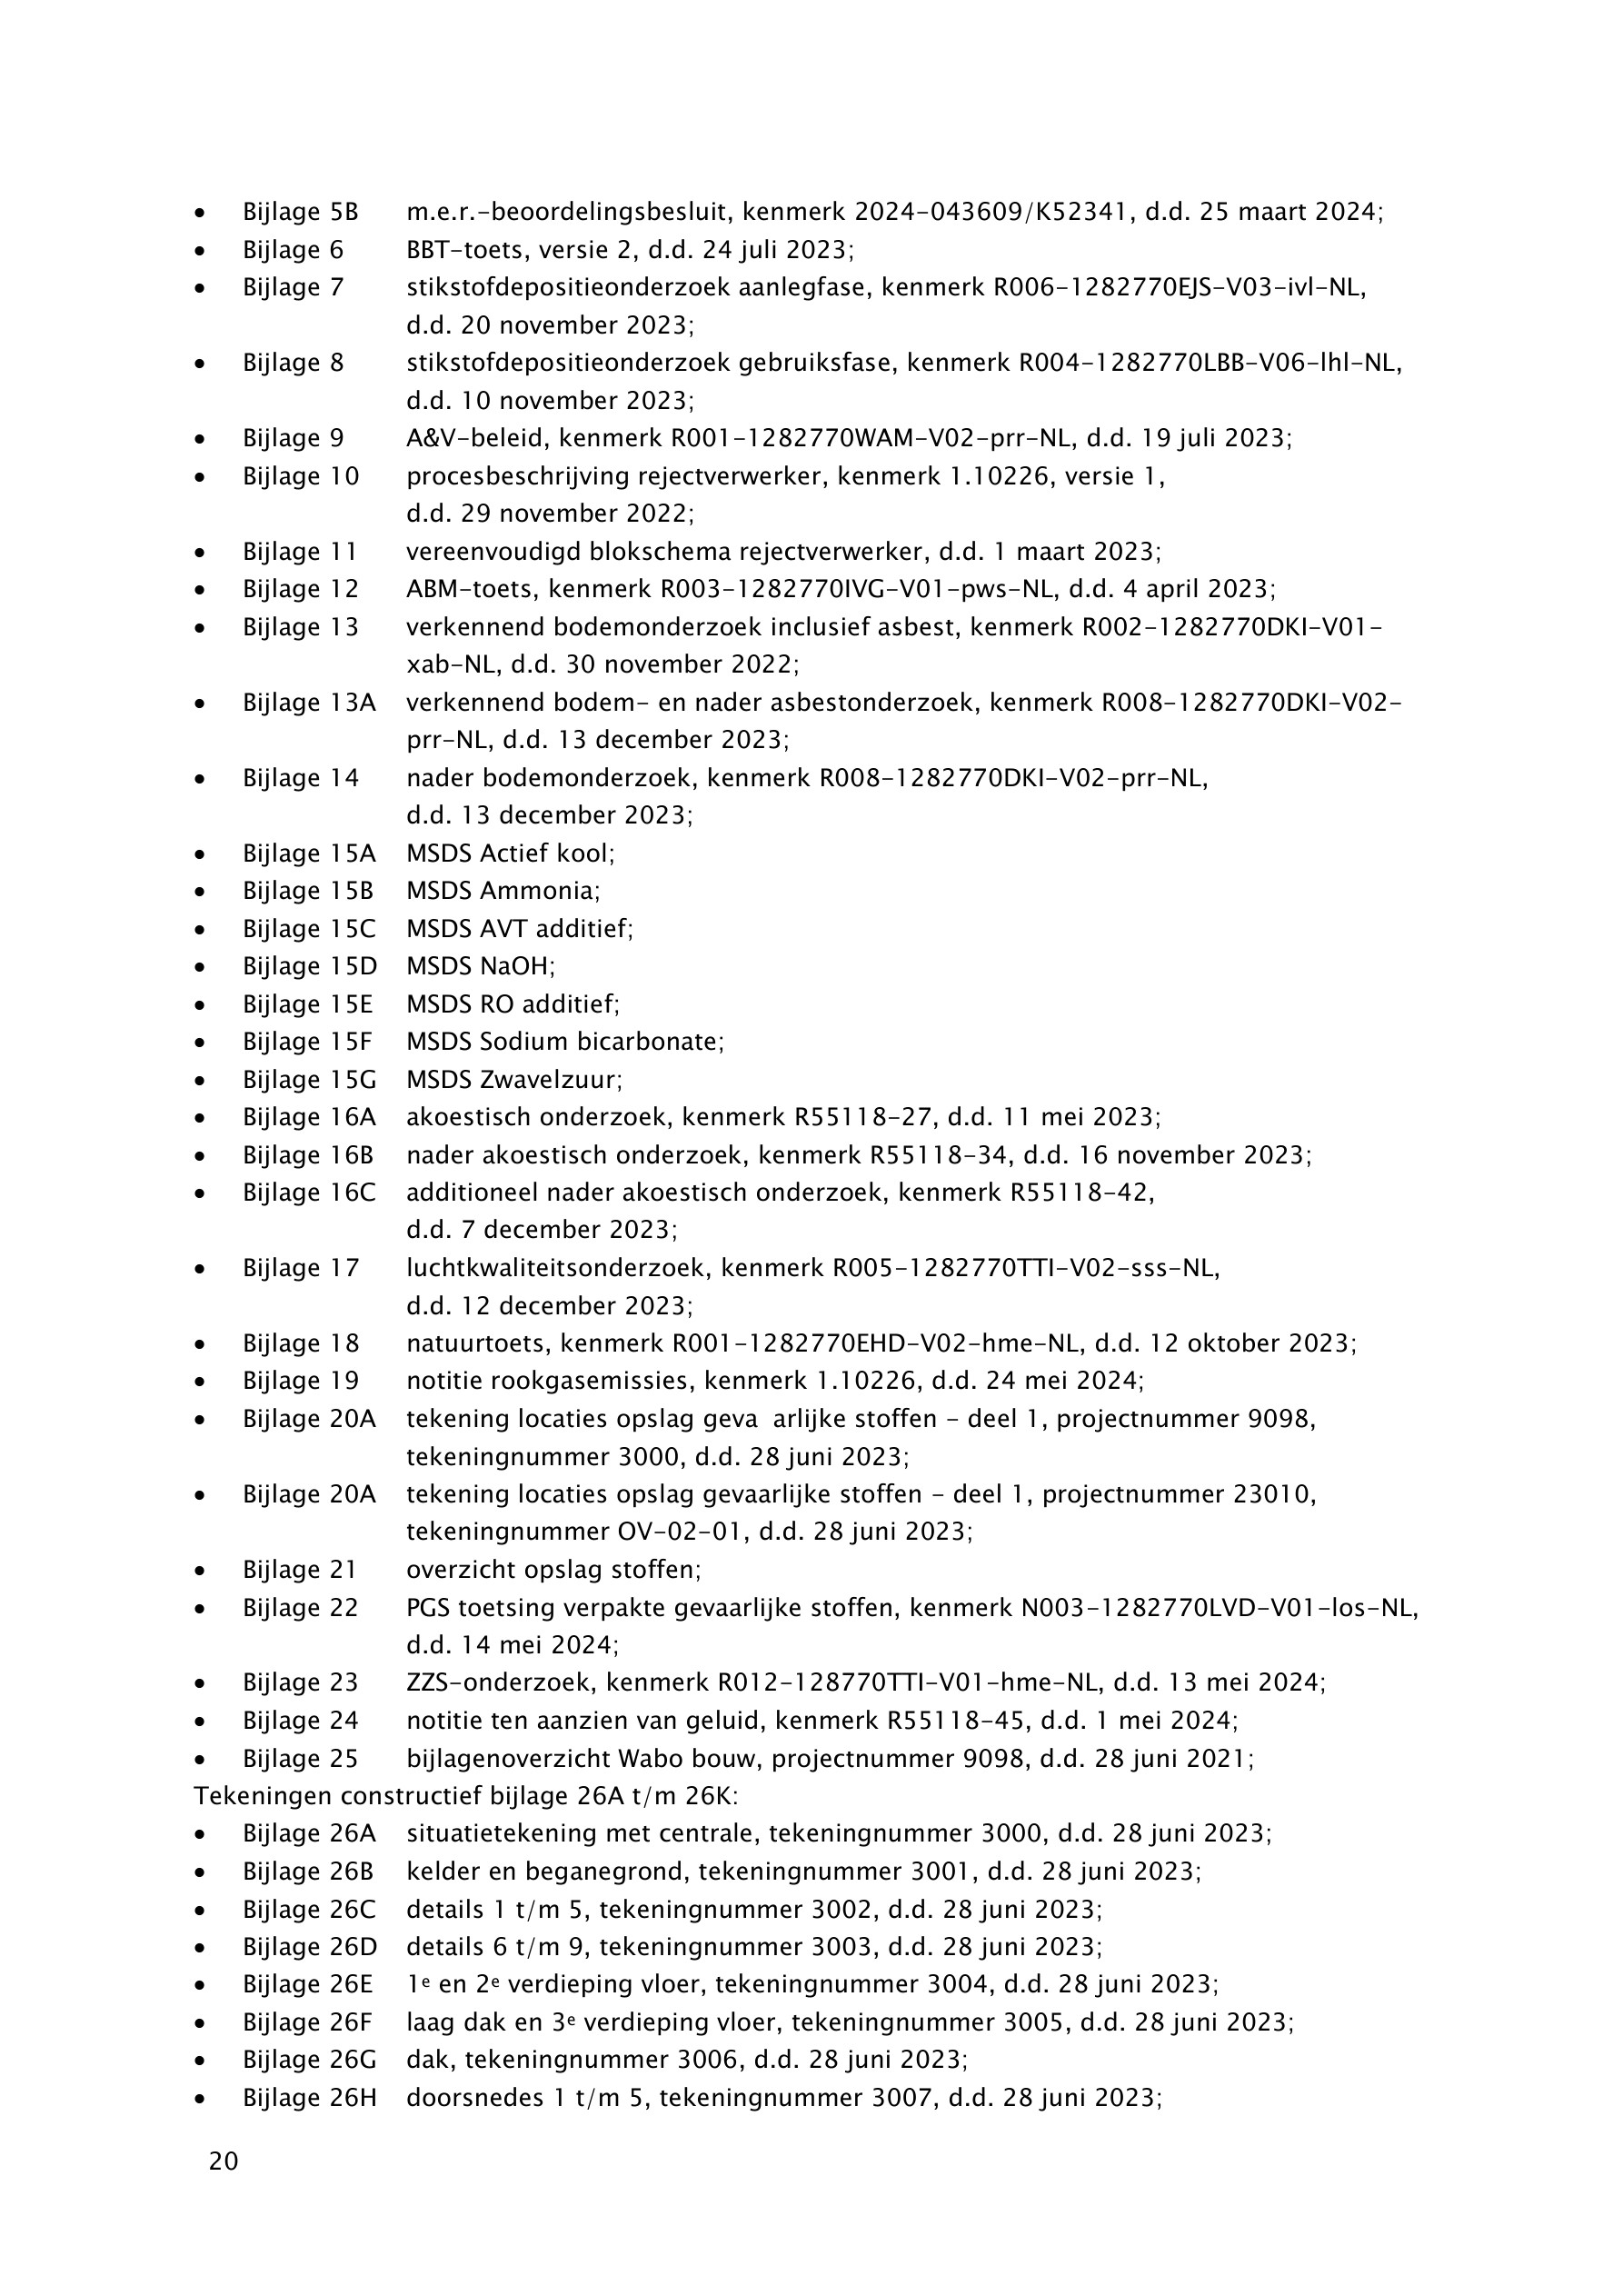 • Bijlage 5B m.e.r.-beoordelingsbesluit, kenmerk 2024-043609/K52341, d.d. 25 maart 2024;
• Bijlage 6 BBT-toets, versie 2, d.d. 24 juli 2023;
• Bijlage 7 stikstofdepositieonderzoek aanlegfase, kenmerk R006-1282770EJS-V03-ivl-NL,
d.d. 20 november 2023;
• Bijlage 8 stikstofdepositieonderzoek gebruiksfase, kenmerk R004-1282770LBB-V06-lhl-NL,
d.d. 10 november 2023;
• Bijlage 9 A&V-beleid, kenmerk R001-1282770WAM-V02-prr-NL, d.d. 19 juli 2023;
• Bijlage 10 procesbeschrijving rejectverwerker, kenmerk 1.10226, versie 1,
d.d. 29 november 2022;
• Bijlage 11 vereenvoudigd blokschema rejectverwerker, d.d. 1 maart 2023;
• Bijlage 12 ABM-toets, kenmerk R003-1282770IVG-V01-pws-NL, d.d. 4 april 2023;
• Bijlage 13 verkennend bodemonderzoek inclusief asbest, kenmerk R002-1282770DKI-V01-
xab-NL, d.d. 30 november 2022;
• Bijlage 13A verkennend bodem- en nader asbestonderzoek, kenmerk R008-1282770DKI-V02-
prr-NL, d.d. 13 december 2023;
• Bijlage 14 nader bodemonderzoek, kenmerk R008-1282770DKI-V02-prr-NL,
d.d. 13 december 2023;
• Bijlage 15A MSDS Actief kool;
• Bijlage 15B MSDS Ammonia;
• Bijlage 15C MSDS AVT additief;
• Bijlage 15D MSDS NaOH;
• Bijlage 15E MSDS RO additief;
• Bijlage 15F MSDS Sodium bicarbonate;
• Bijlage 15G MSDS Zwavelzuur;
• Bijlage 16A akoestisch onderzoek, kenmerk R55118-27, d.d. 11 mei 2023;
• Bijlage 16B nader akoestisch onderzoek, kenmerk R55118-34, d.d. 16 november 2023;
• Bijlage 16C additioneel nader akoestisch onderzoek, kenmerk R55118-42,
d.d. 7 december 2023;
• Bijlage 17 luchtkwaliteitsonderzoek, kenmerk R005-1282770TTI-V02-sss-NL,
d.d. 12 december 2023;
• Bijlage 18 natuurtoets, kenmerk R001-1282770EHD-V02-hme-NL, d.d. 12 oktober 2023;
• Bijlage 19 notitie rookgasemissies, kenmerk 1.10226, d.d. 24 mei 2024;
• Bijlage 20A tekening locaties opslag geva arlijke stoffen - deel 1, projectnummer 9098,
tekeningnummer 3000, d.d. 28 juni 2023;
• Bijlage 20A tekening locaties opslag gevaarlijke stoffen - deel 1, projectnummer 23010,
tekeningnummer OV-02-01, d.d. 28 juni 2023;
• Bijlage 21 overzicht opslag stoffen;
• Bijlage 22 PGS toetsing verpakte gevaarlijke stoffen, kenmerk N003-1282770LVD-V01-los-NL,
d.d. 14 mei 2024;
• Bijlage 23 ZZS-onderzoek, kenmerk R012-128770TTI-V01-hme-NL, d.d. 13 mei 2024;
• Bijlage 24 notitie ten aanzien van geluid, kenmerk R55118-45, d.d. 1 mei 2024;
• Bijlage 25 bijlagenoverzicht Wabo bouw, projectnummer 9098, d.d. 28 juni 2021;
Tekeningen constructief bijlage 26A t/m 26K:
• Bijlage 26A situatietekening met centrale, tekeningnummer 3000, d.d. 28 juni 2023;
• Bijlage 26B kelder en beganegrond, tekeningnummer 3001, d.d. 28 juni 2023;
• Bijlage 26C details 1 t/m 5, tekeningnummer 3002, d.d. 28 juni 2023;
• Bijlage 26D details 6 t/m 9, tekeningnummer 3003, d.d. 28 juni 2023;
• Bijlage 26E 1e en 2e verdieping vloer, tekeningnummer 3004, d.d. 28 juni 2023;
• Bijlage 26F laag dak en 3e verdieping vloer, tekeningnummer 3005, d.d. 28 juni 2023;
• Bijlage 26G dak, tekeningnummer 3006, d.d. 28 juni 2023;
• Bijlage 26H doorsnedes 1 t/m 5, tekeningnummer 3007, d.d. 28 juni 2023;
20